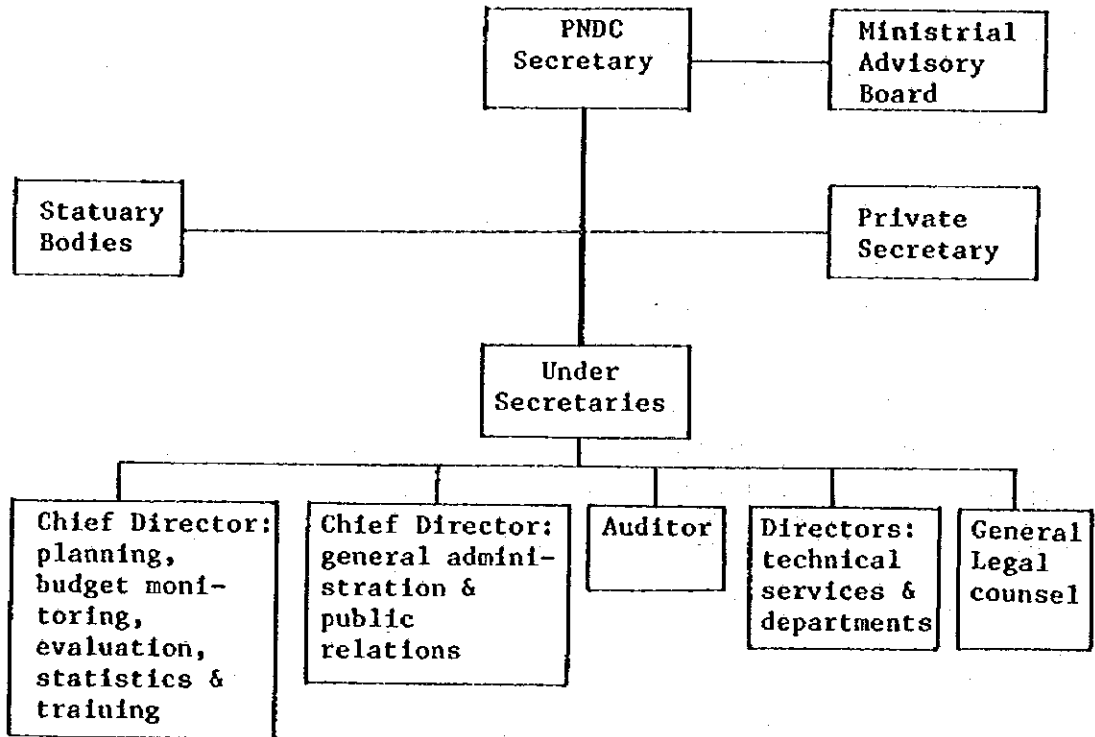 PNDC
Secretary
Ministrial
Advisory
Board
Statuary
Bodies
Private
Secretary
Under
Secretaries
Chief Director:
planning,
budget moni-
toring,
evaluation,
statistics &
training
Chief Director:
general admini-
stration &
public
relations
Auditor
Directors:
technical
services &
departments
General
Legal
counsel